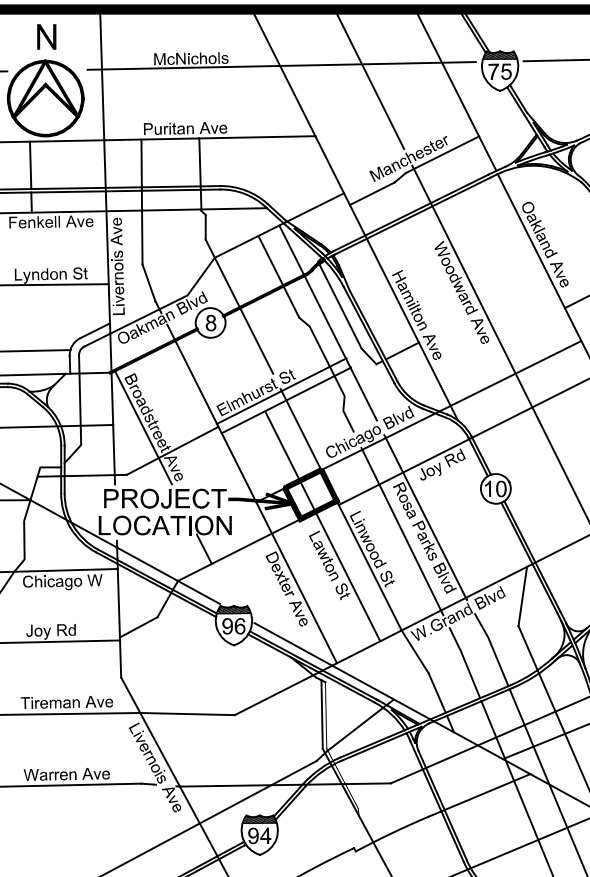 N
McNichols
75
Puritan Ave
Manchester
Fenkell Ave
Livernois Ave
Oakland Ave
Woodward Ave
Lyndon St
Hamilton Ave
Oakman Blvd
8
Elmhurst St
Broadstreet Ave
Chicago Blvd
Joy Rd
10
PROJECT
LOCATION
Rosa Parks Blvd
Linwood St
Lawton St
Dexter Ave
Chicago W
W.Grand Blvd
96
Joy Rd
Tireman Ave
Livernois Ave
Warren Ave
94